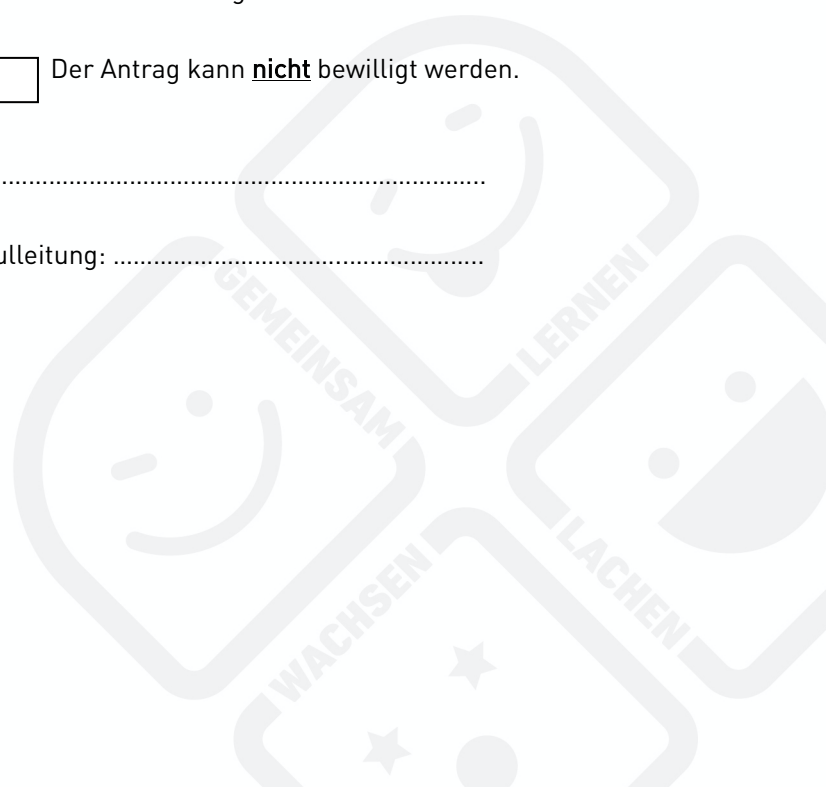 Der Antrag kann nicht bewilligt werden.
................................................................................
ulleitung: ........................................................
GEMEINSAM
LERNEN
WACHSEN
LACHEN